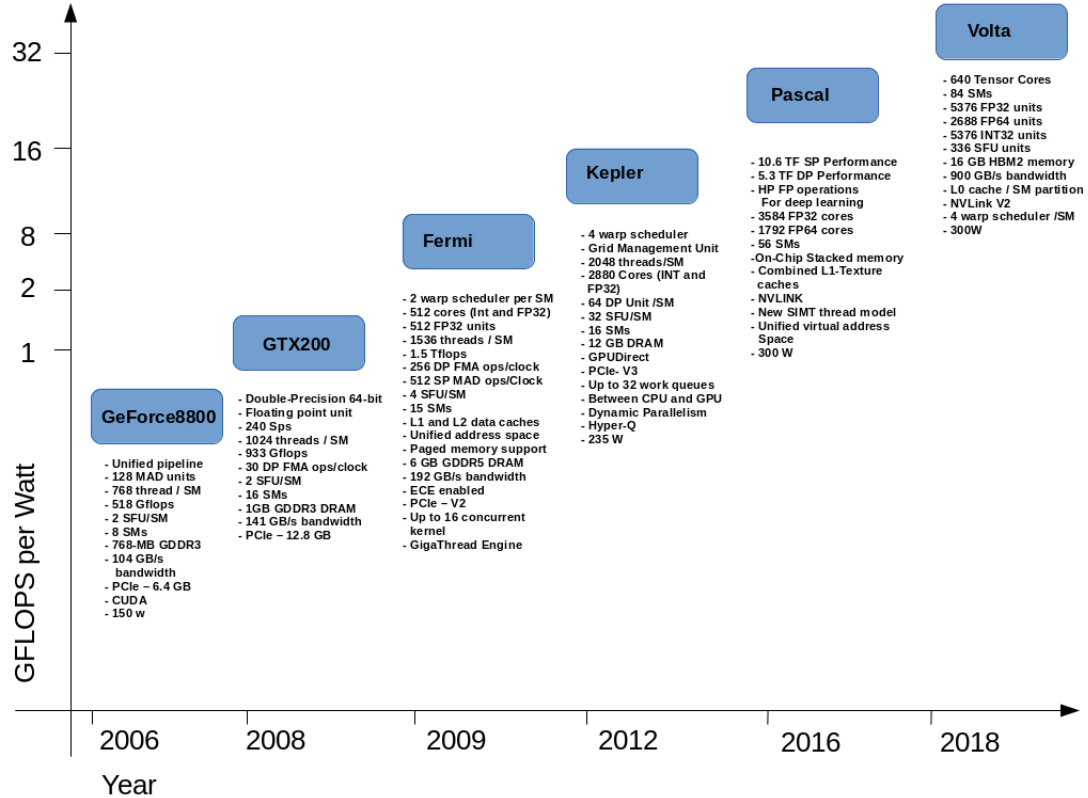 GFLOPS per Watt
32
16
8
2
1
GeForce8800
- Unified pipeline
- 128 MAD units
- 768 thread / SM
- 518 Gflops
- 2 SFU/SM
- 8 SMs
- 768-MB GDDR3
- 104 GB/s
bandwidth
- PCIe – 6.4 GB
- CUDA
- 150 w
GTX200
- Double-Precision 64-bit
- Floating point unit
- 240 Sps
- 1024 threads / SM
- 933 Gflops
- 30 DP FMA ops/clock
- 2 SFU/SM
- 16 SMs
- 1GB GDDR3 DRAM
- 141 GB/s bandwidth
- PCIe – 12.8 GB
Fermi
- 2 warp scheduler per SM
- 512 cores (Int and FP32)
- 512 FP32 units
- 1536 threads / SM
- 1.5 Tflops
- 256 DP FMA ops/clock
- 512 SP MAD ops/Clock
- 4 SFU/SM
- 15 SMs
- L1 and L2 data caches
- Unified address space
- Paged memory support
- 6 GB GDDR5 DRAM
- 192 GB/s bandwidth
- ECE enabled
- PCIe – V2
- Up to 16 concurrent
kernel
- GigaThread Engine
Kepler
- 4 warp scheduler
- Grid Management Unit
- 2048 threads/SM
- 2880 Cores (INT and
FP32)
- 64 DP Unit /SM
- 32 SFU/SM
- 16 SMs
- 12 GB DRAM
- GPUDirect
- PCIe- V3
- Up to 32 work queues
- Between CPU and GPU
- Dynamic Parallelism
- Hyper-Q
- 235 W
Pascal
- 10.6 TF SP Performance
- 5.3 TF DP Performance
- HP FP operations
For deep learning
- 3584 FP32 cores
- 1792 FP64 cores
- 56 SMs
-On-Chip Stacked memory
- Combined L1-Texture
caches
- NVLINK
- New SIMT thread model
- Unified virtual address
Space
- 300 W
Volta
- 640 Tensor Cores
- 84 SMs
- 5376 FP32 units
- 2688 FP64 units
- 5376 INT32 units
- 336 SFU units
- 16 GB HBM2 memory
- 900 GB/s bandwidth
- L0 cache / SM partition
- NVLink V2
- 4 warp scheduler /SM
- 300W
2006
2008
2009
2012
2016
2018
Year